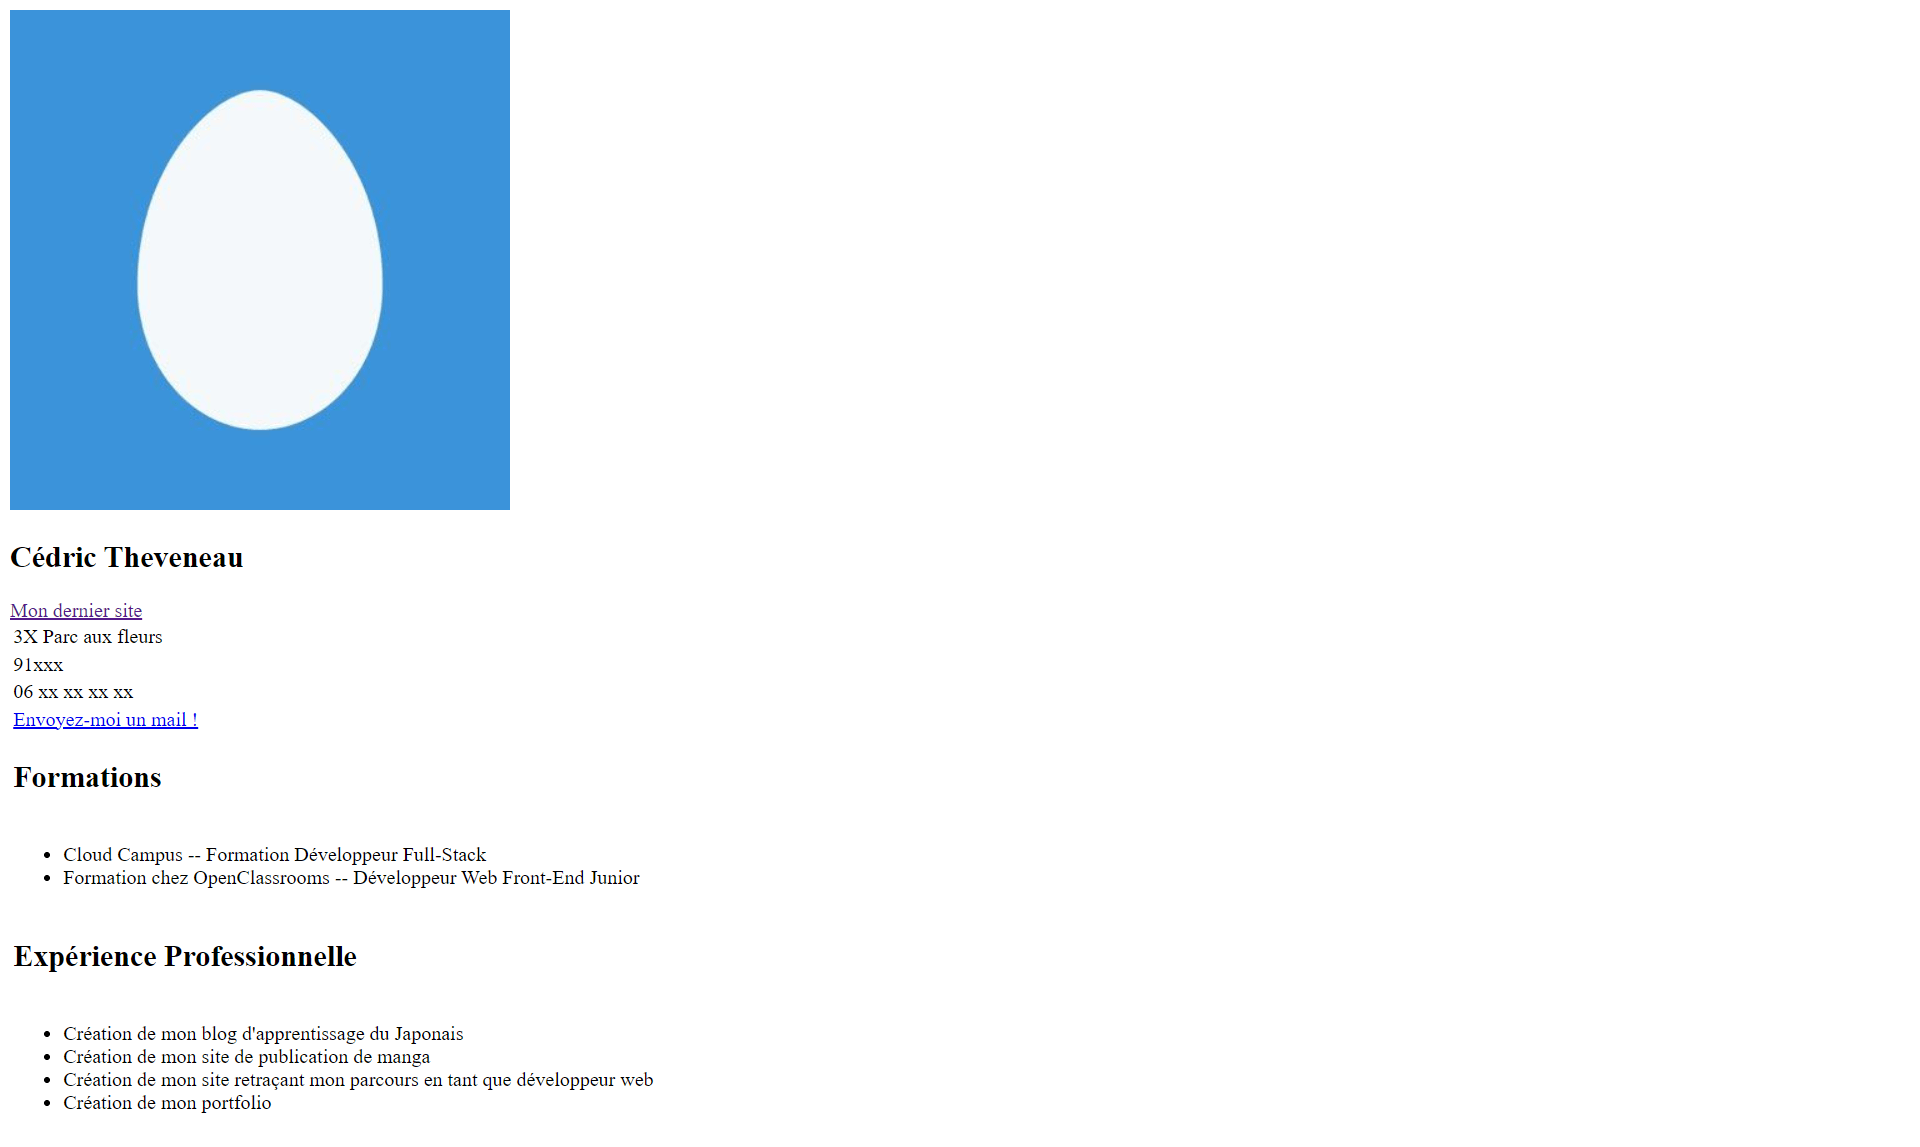 Cédric Theveneau
Mon dernier site
3X Parc aux fleurs
91xxx
06 xx xx xx xx
Envoyez-moi un mail !
Formations
Cloud Campus -- Formation Développeur Full-Stack
Formation chez OpenClassrooms -- Développeur Web Front-End Junior
Expérience Professionnelle
Création de mon blog d'apprentissage du Japonais
Création de mon site de publication de manga
Création de mon site retraçant mon parcours en tant que développeur web
Création de mon portfolio